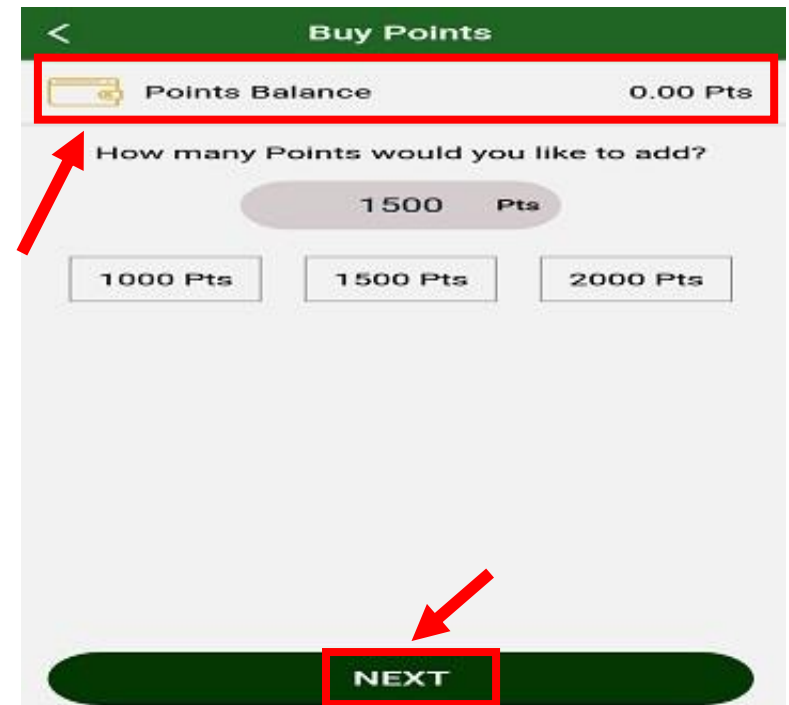 < Buy Points
Points Balance 0.00 Pts
How many Points would you like to add?
1500 Pts
1000 Pts 1500 Pts 2000 Pts
NEXT